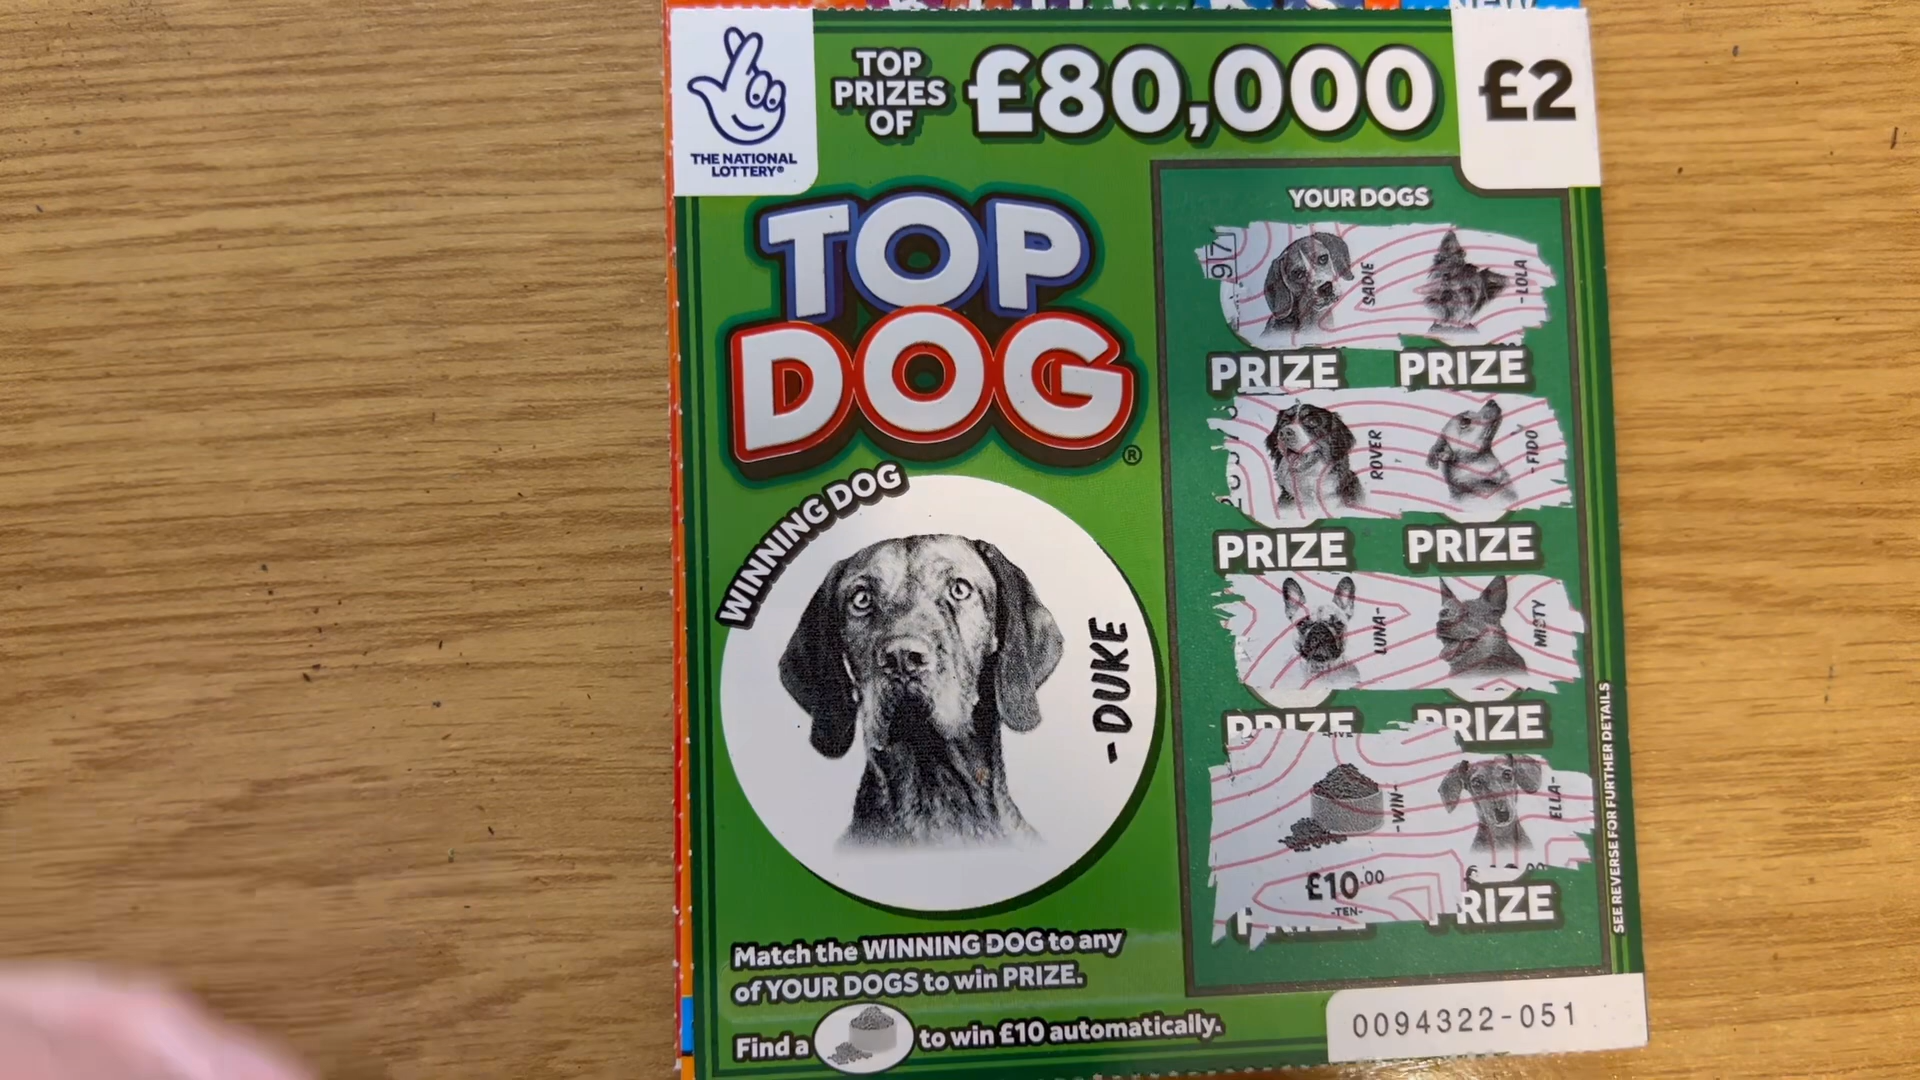 THE NATIONAL
LOTTERY®
TOP
PRIZES
OF
£80,000
£2
TOP
DOG
®
WINNING DOG
-DUKE
YOUR DOGS
97
SADIE
-LOLA
PRIZE PRIZE
ROVER
-FIDO
PRIZE PRIZE
LUNA-
MISTY
PRIZE PRIZE
-WIN-
ELLA-
£10.00
-TEN-
RIZE
Match the WINNING DOG to any
of YOUR DOGS to win PRIZE.
Find a to win £10 automatically.
SEE REVERSE FOR FURTHER DETAILS
0094322-051